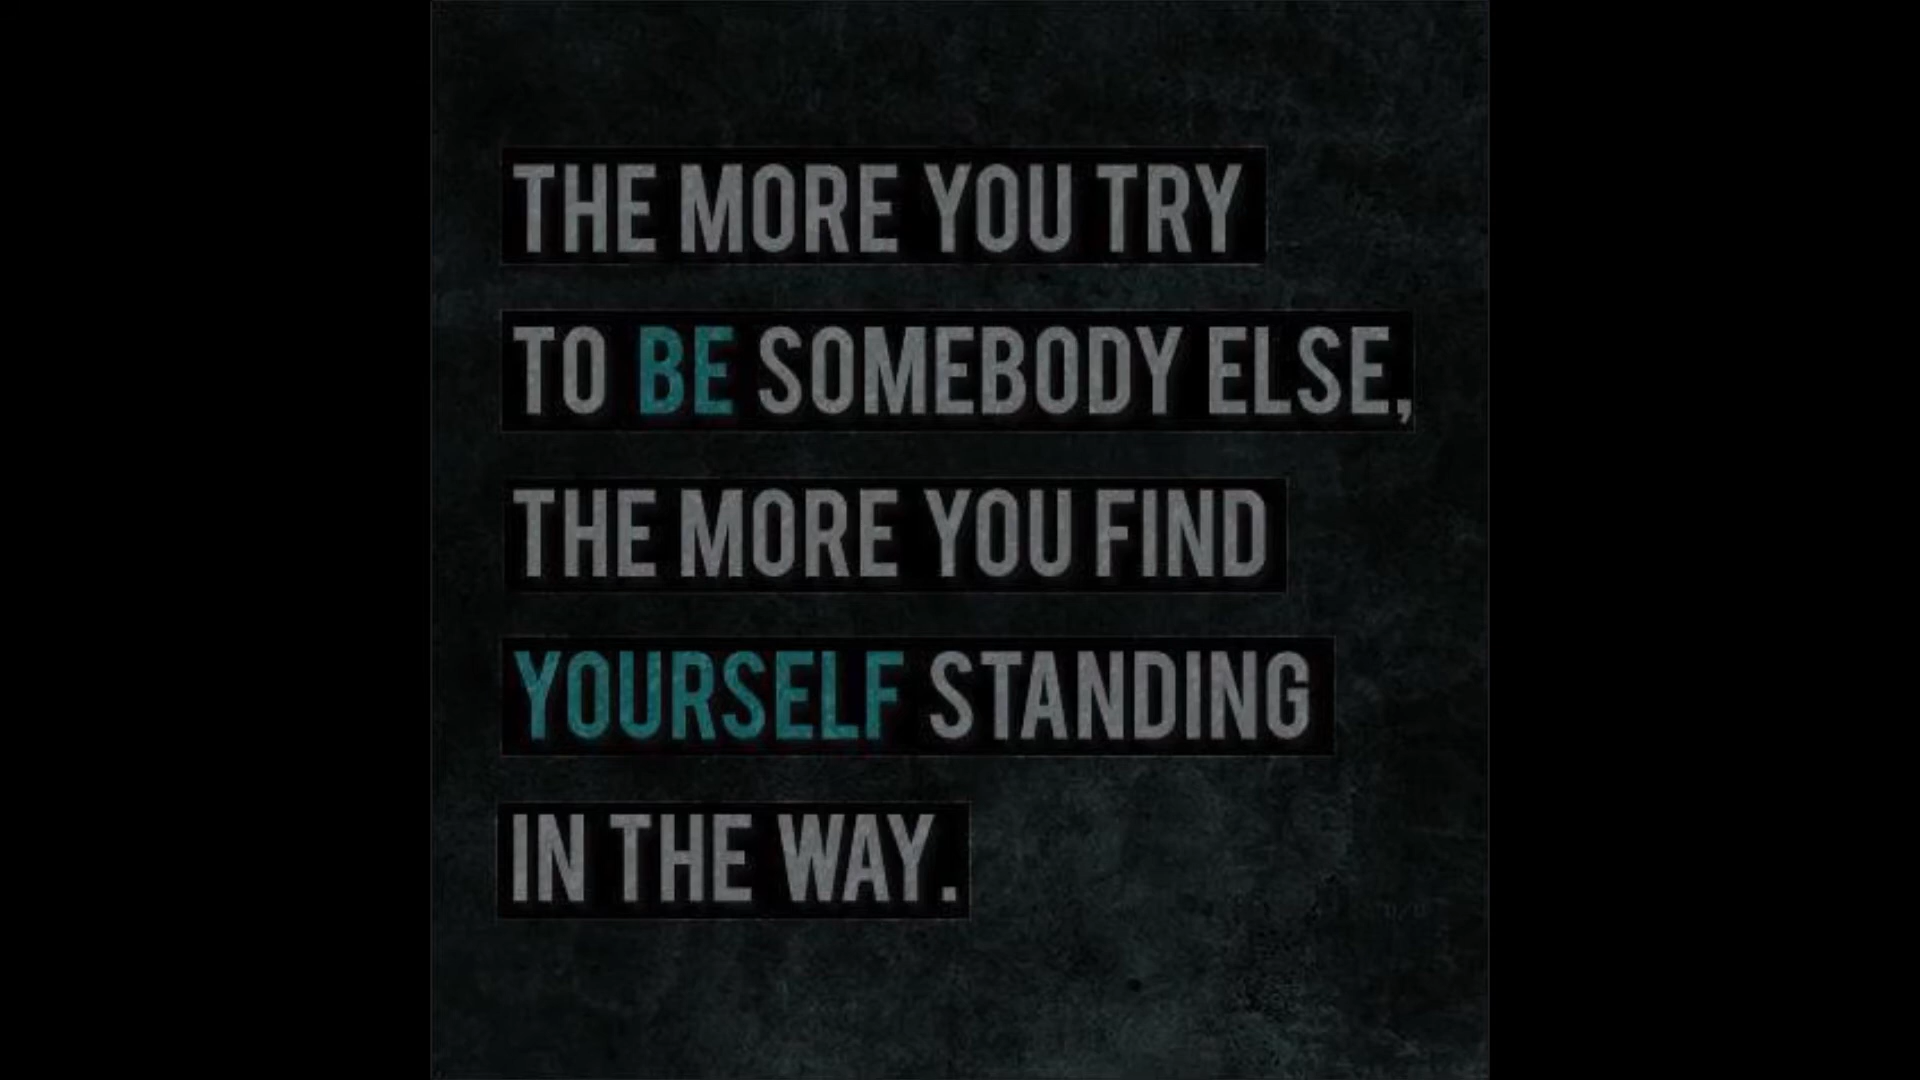 THE MORE YOU TRY
TO BE SOMEBODY ELSE,
THE MORE YOU FIND
YOURSELF STANDING
IN THE WAY.